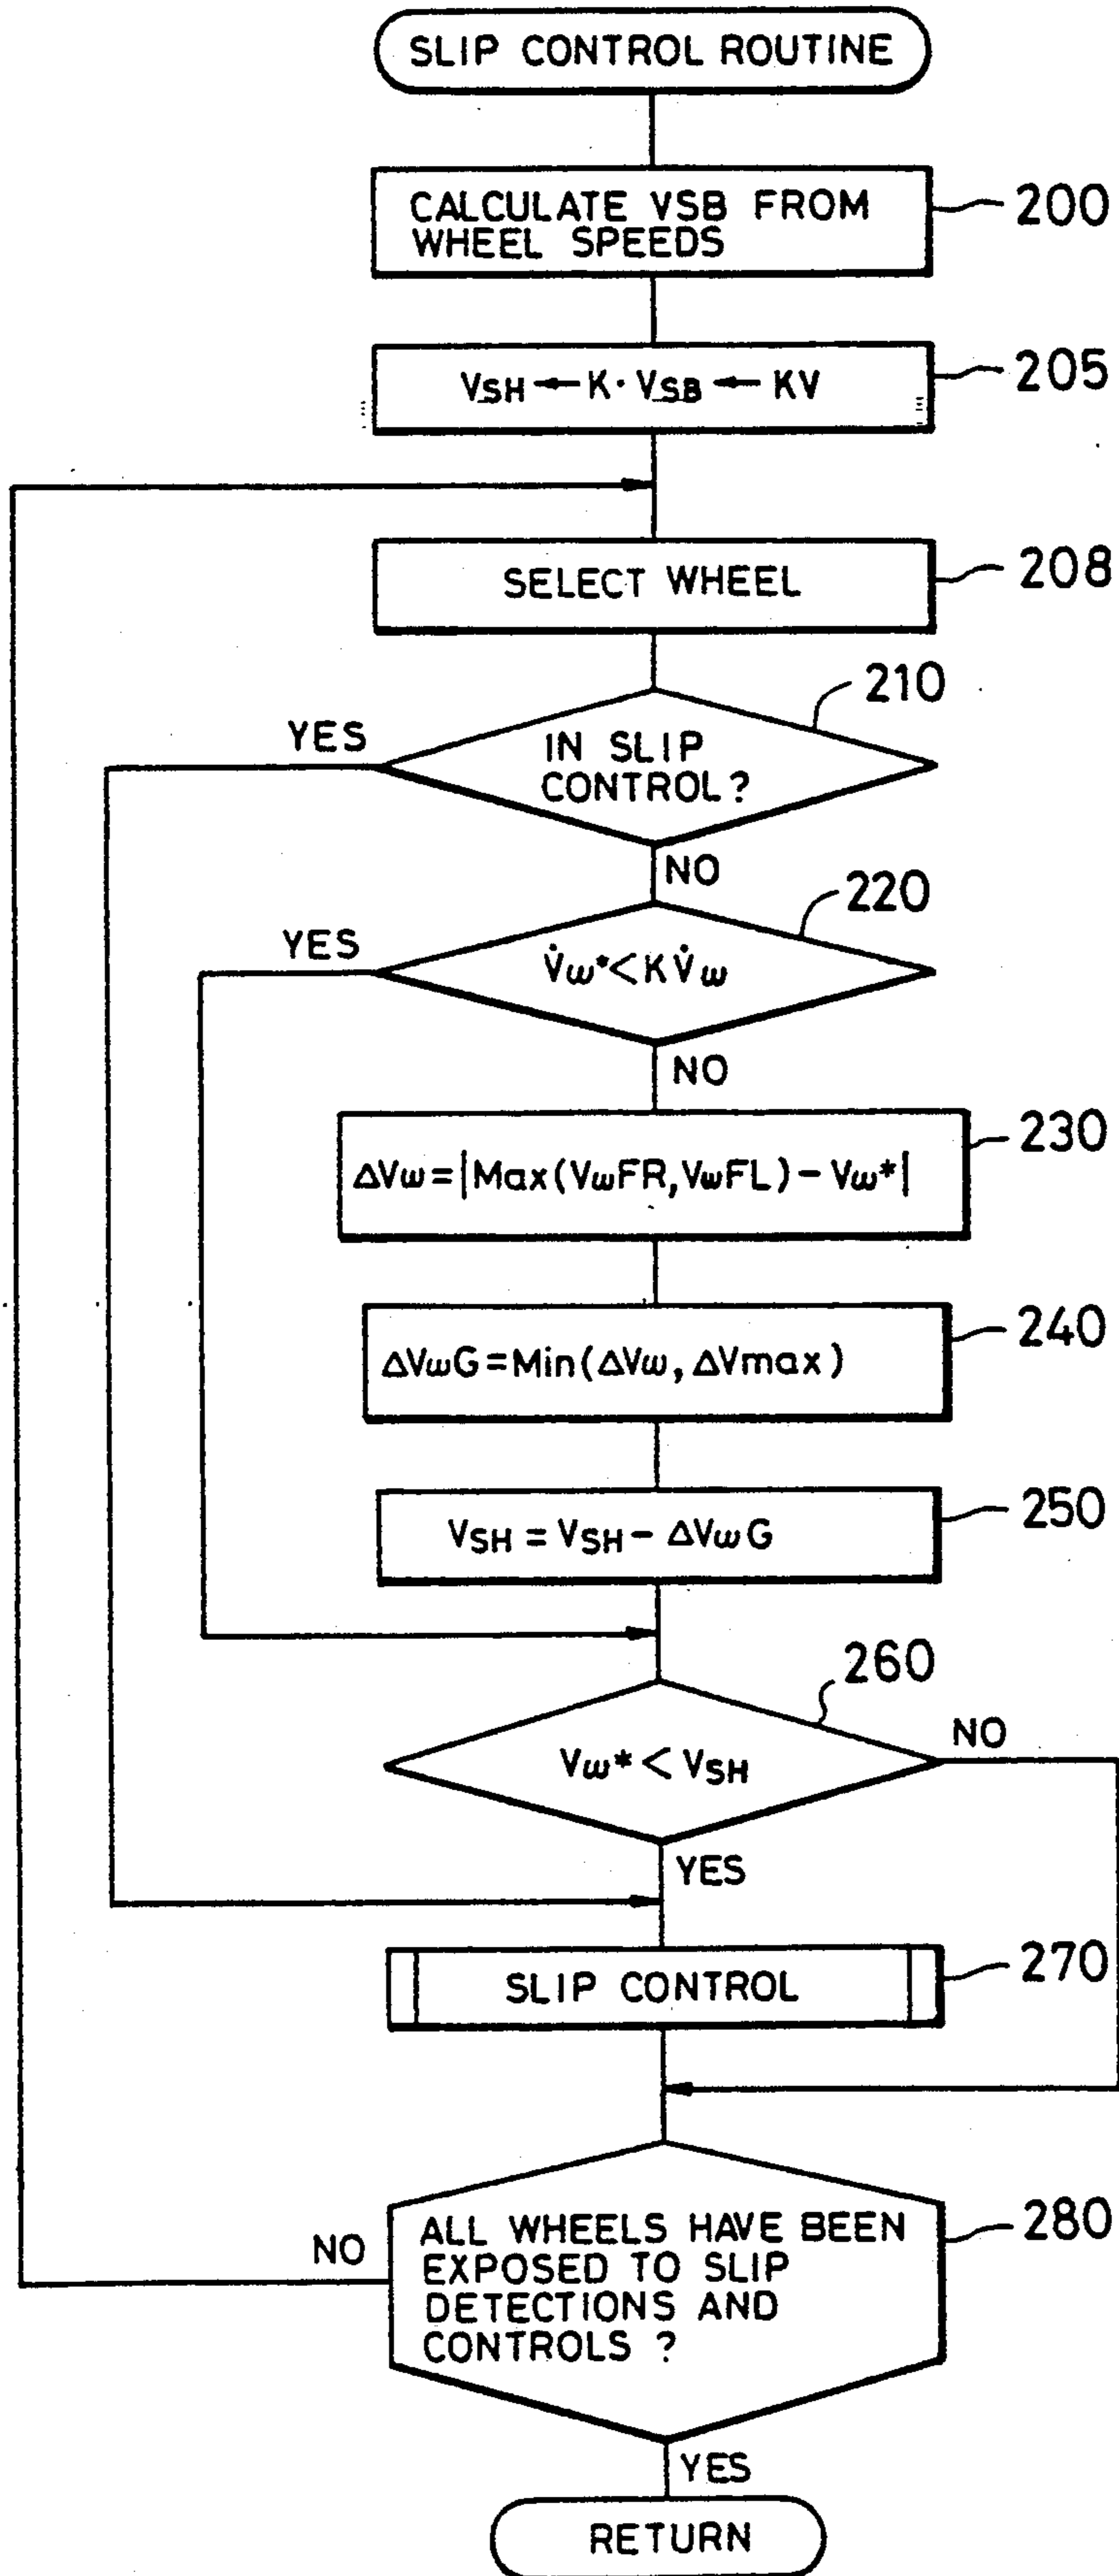 SLIP CONTROL ROUTINE
CALCULATE VSB FROM
WHEEL SPEEDS
200
VSH ← K · VSB ← KV
205
SELECT WHEEL
208
210
YES
IN SLIP
CONTROL?
NO
220
YES
V̇ω* < K V̇ω
NO
230
ΔVω = |Max(VωFR, VωFL) - Vω*|
240
ΔVωG = Min(ΔVω, ΔVmax)
250
VSH = VSH - ΔVωG
260
NO
Vω* < VSH
YES
270
SLIP CONTROL
280
NO
ALL WHEELS HAVE BEEN
EXPOSED TO SLIP
DETECTIONS AND
CONTROLS ?
YES
RETURN